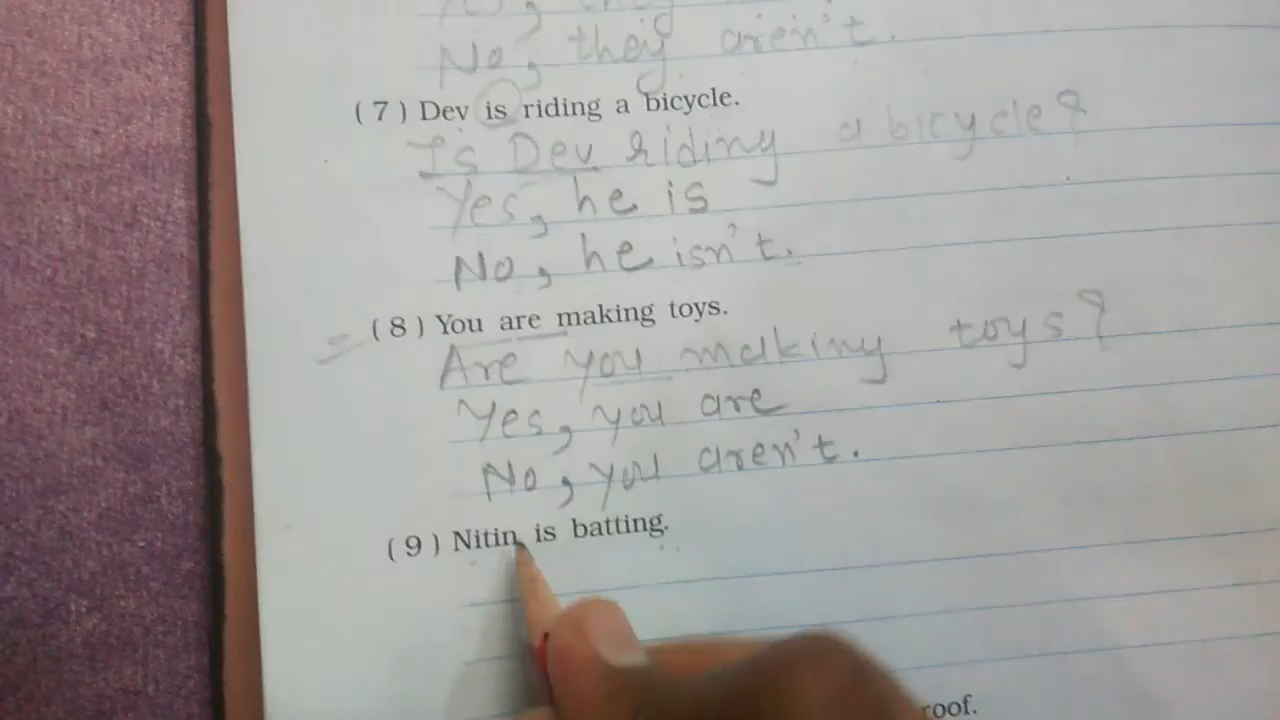 No, they aren't.
(7) Dev is riding a bicycle.
Is Dev riding a bicycle?
Yes, he is
No, he isn't.
(8) You are making toys.
Are you making toys?
Yes, you are
No, you aren't.
(9) Nitin is batting.
roof.